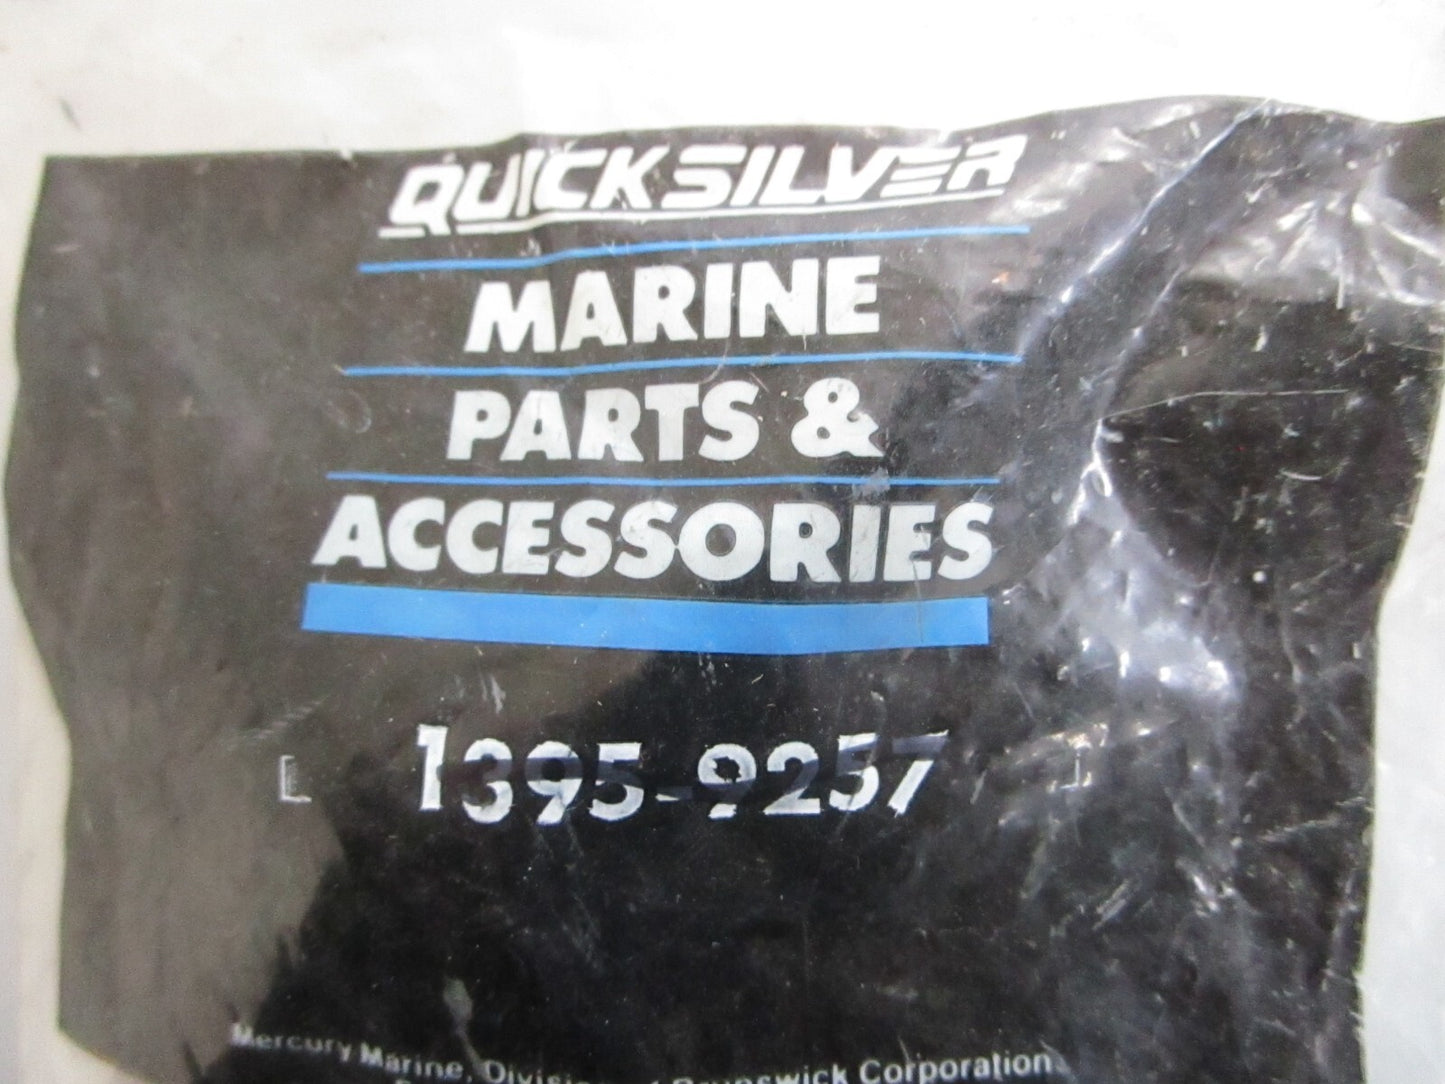 QUICKSILVER
MARINE
PARTS &
ACCESSORIES
1395-9257
Mercury Marine, Division of Brunswick Corporation